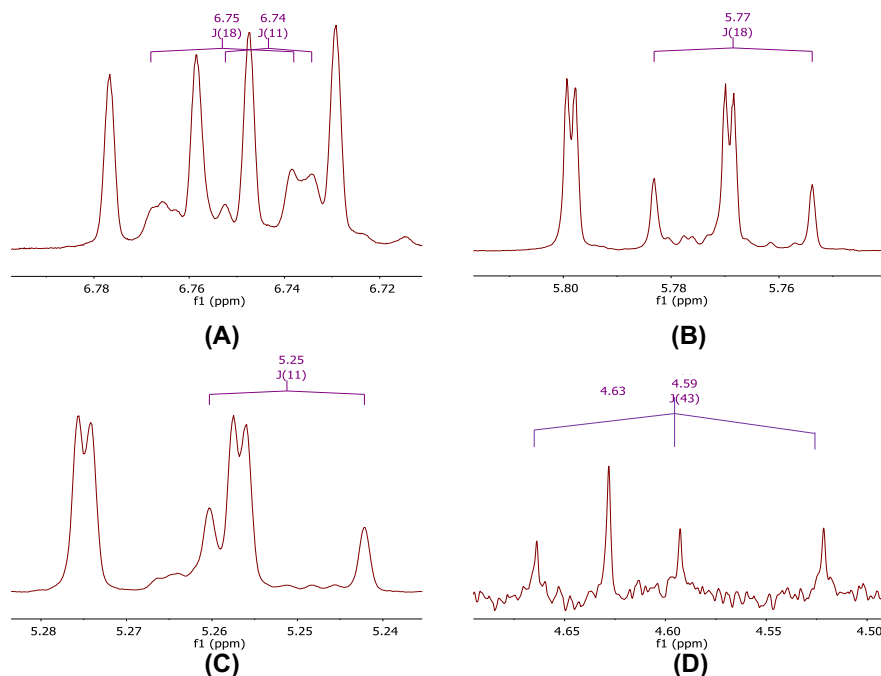 6.75 6.74
J(18) J(11)
6.78 6.76 6.74 6.72
f1 (ppm)
(A)
5.77
J(18)
5.80 5.78 5.76
f1 (ppm)
(B)
5.25
J(11)
5.28 5.27 5.26 5.25 5.24
f1 (ppm)
(C)
4.63 4.59
J(43)
4.65 4.60 4.55 4.50
f1 (ppm)
(D)